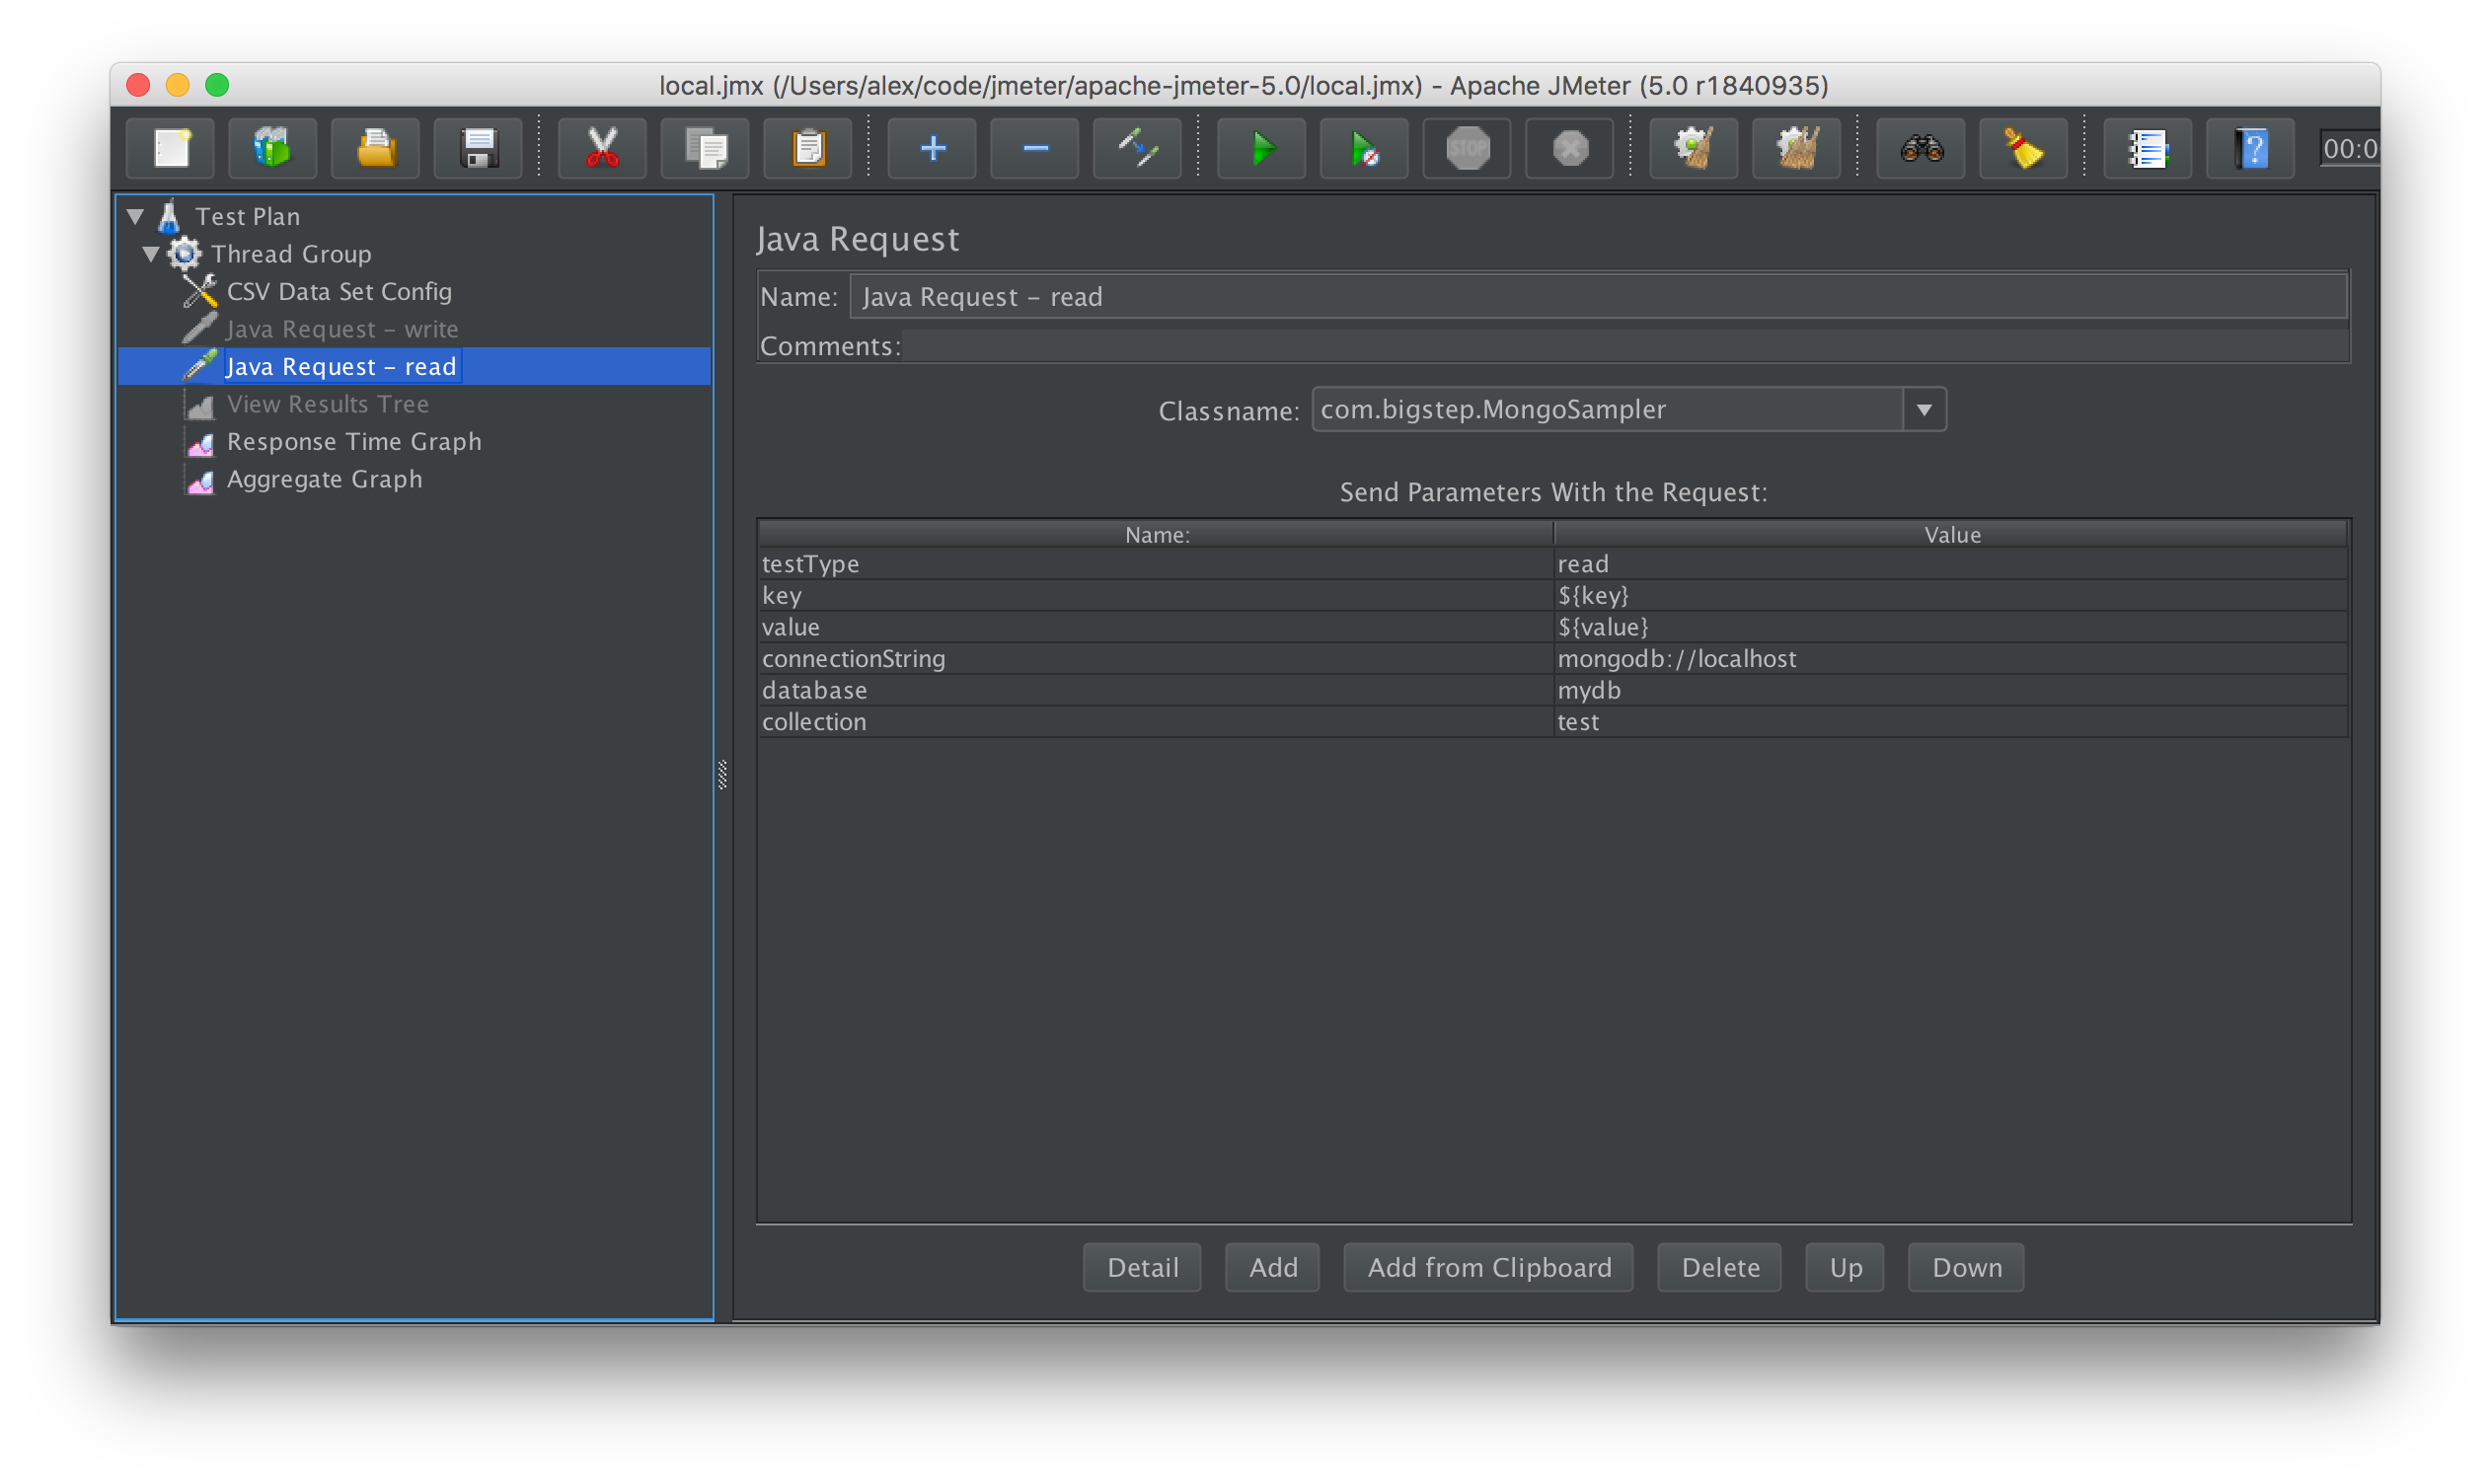 local.jmx (/Users/alex/code/jmeter/apache-jmeter-5.0/local.jmx) - Apache JMeter (5.0 r1840935)
STOP
00:0
Test Plan
Thread Group
CSV Data Set Config
Java Request - write
Java Request - read
View Results Tree
Response Time Graph
Aggregate Graph
Java Request
Name: Java Request - read
Comments:
Classname: com.bigstep.MongoSampler
Send Parameters With the Request:
Name: Value
testType read
key ${key}
value ${value}
connectionString mongodb://localhost
database mydb
collection test
Detail Add Add from Clipboard Delete Up Down